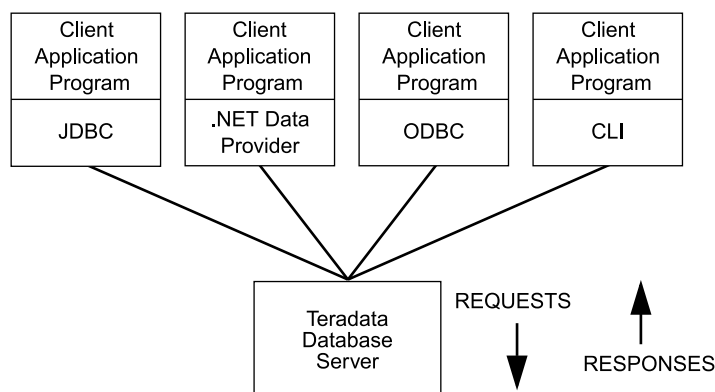 Client
Application
Program
JDBC
Client
Application
Program
.NET Data
Provider
Client
Application
Program
ODBC
Client
Application
Program
CLI
Teradata
Database
Server
REQUESTS
RESPONSES